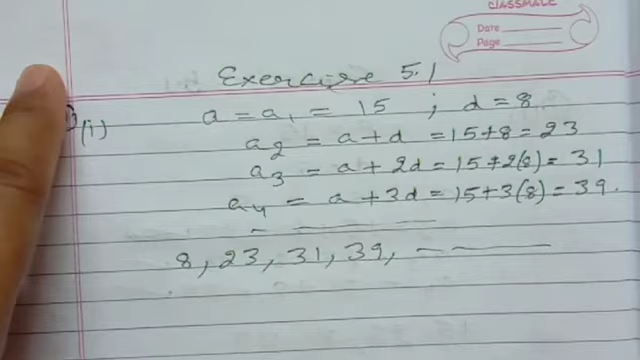 CLASSMATE
Date
Page
Exercise 5.1
(i) a = a₁ = 15 ; d = 8
a₂ = a + d = 15 + 8 = 23
a₃ = a + 2d = 15 + 2(8) = 31
a₄ = a + 3d = 15 + 3(8) = 39.
8, 23, 31, 39, — —